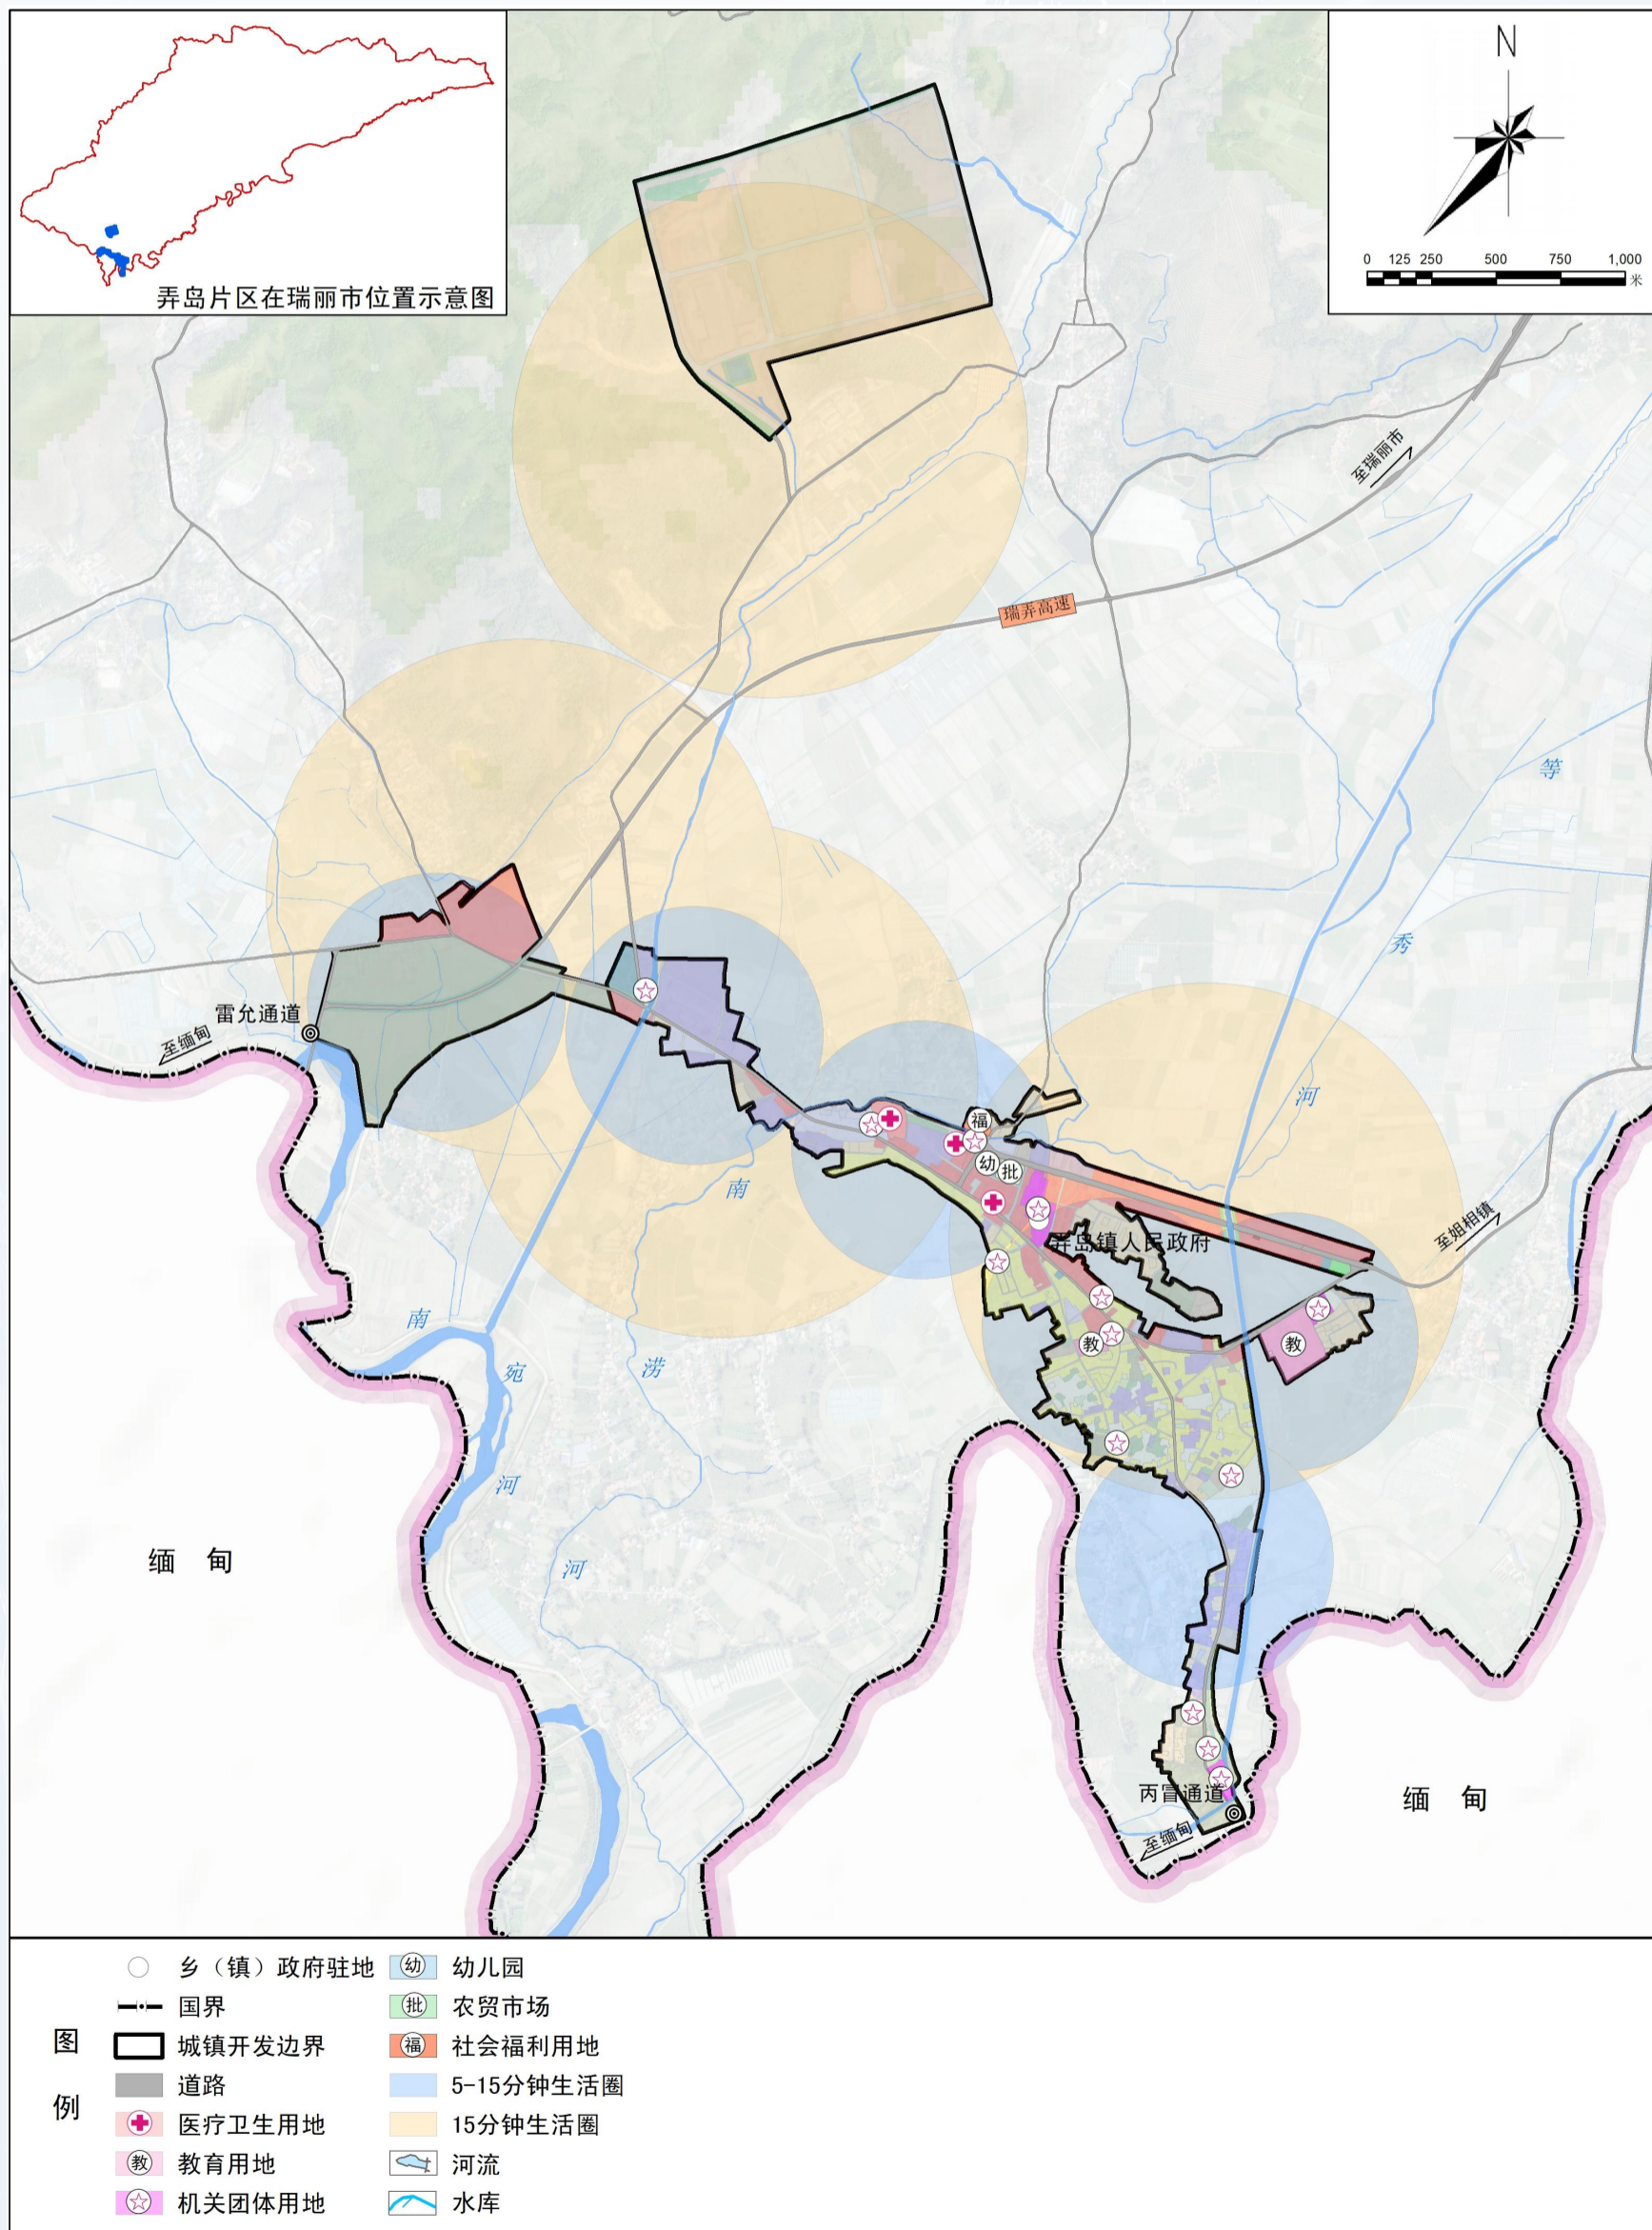 弄岛片区在瑞丽市位置示意图
N
0 125 250 500 750 1,000
米
至瑞丽市
瑞弄高速
等
秀
河
雷允通道
至缅甸
福
幼
批
南
弄岛镇人民政府
至姐相镇
教
教
南
宛
河
涝
河
缅 甸
丙冒通道
至缅甸
缅 甸
图
例
乡（镇）政府驻地
国界
城镇开发边界
道路
医疗卫生用地
教 教育用地
机关团体用地
幼 幼儿园
批 农贸市场
福 社会福利用地
5-15分钟生活圈
15分钟生活圈
河流
水库